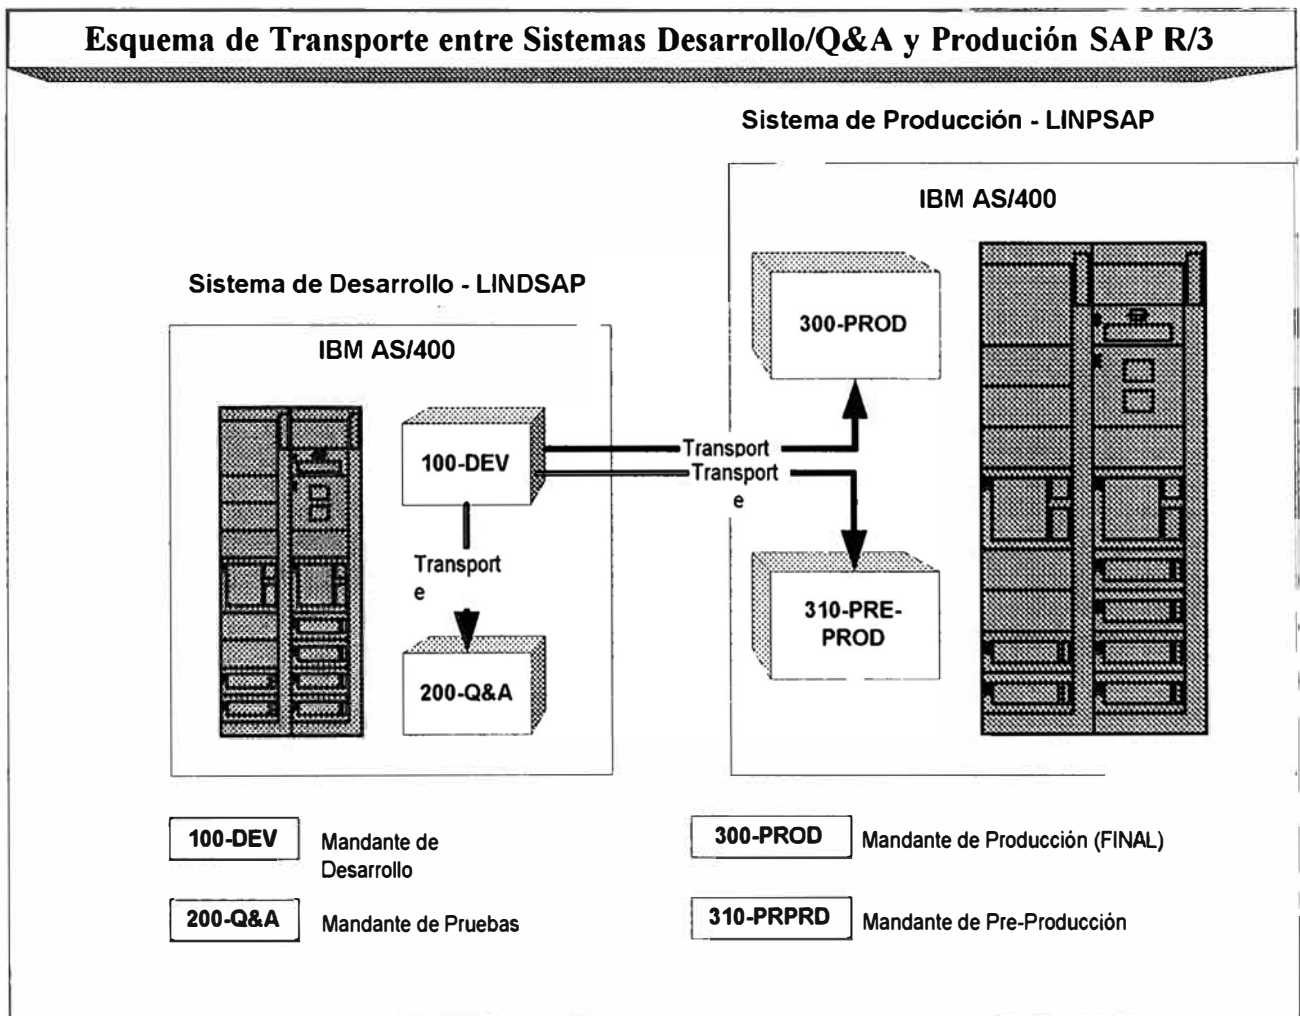 Esquema de Transporte entre Sistemas Desarrollo/Q&A y Produción SAP R/3
Sistema de Producción - LINPSAP
IBM AS/400
Sistema de Desarrollo - LINDSAP
300-PROD
IBM AS/400
100-DEV
Transport
Transport
e
Transport
e
310-PRE-
PROD
200-Q&A
100-DEV
Mandante de
Desarrollo
300-PROD
Mandante de Producción (FINAL)
200-Q&A
Mandante de Pruebas
310-PRPRD
Mandante de Pre-Producción